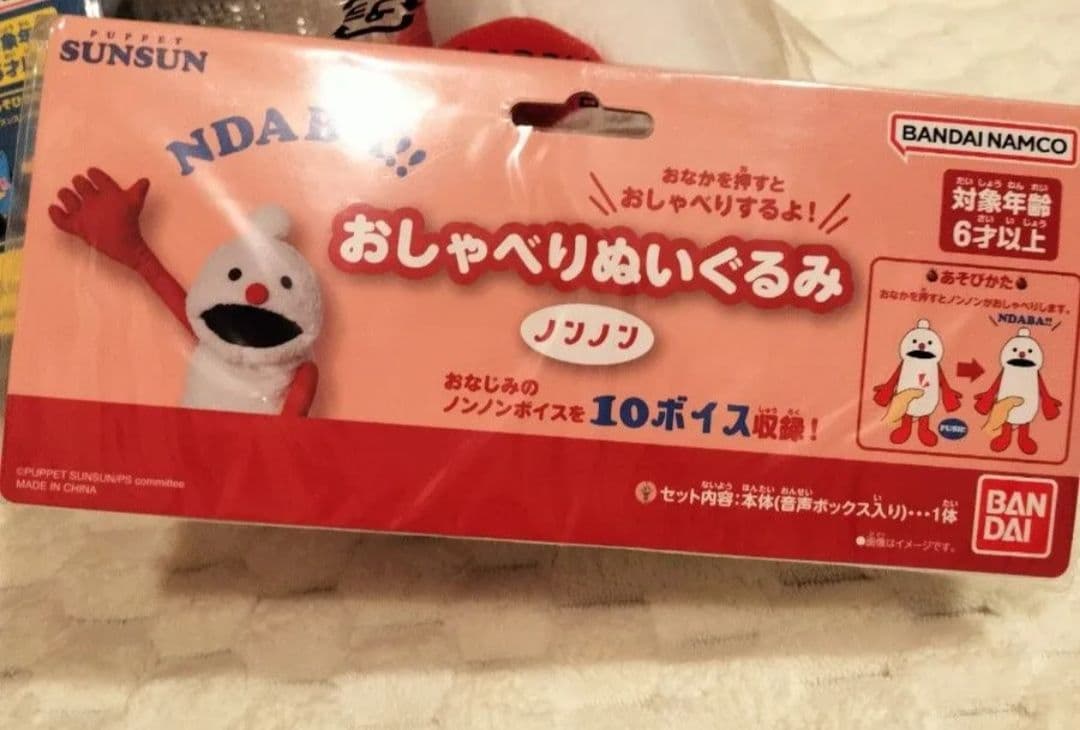 PUPPET
SUNSUN
NDABA!!
おなかを押すと
おしゃべりするよ!
おしゃべりぬいぐるみ
ノンノン
おなじみの
ノンノンボイスを10ボイス収録!
BANDAI NAMCO
対象年齢
6才以上
あそびかた
おなかを押すとノンノンがおしゃべりします。
NDABA!!
PUSH!
©PUPPET SUNSUN/PS committee
MADE IN CHINA
セット内容:本体(音声ボックス入り)・・・1体
●画像はイメージです。
BAN
DAI